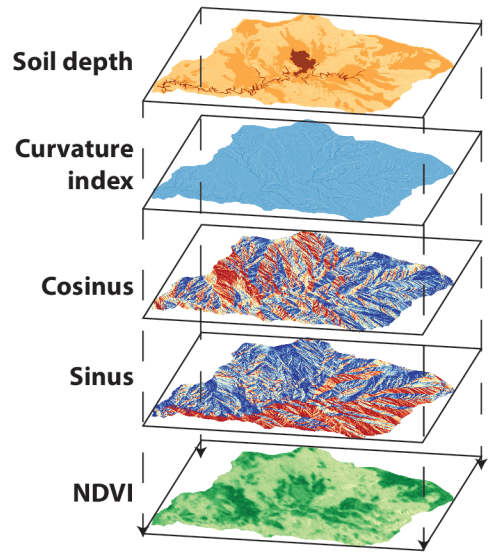 Soil depth
Curvature
index
Cosinus
Sinus
NDVI